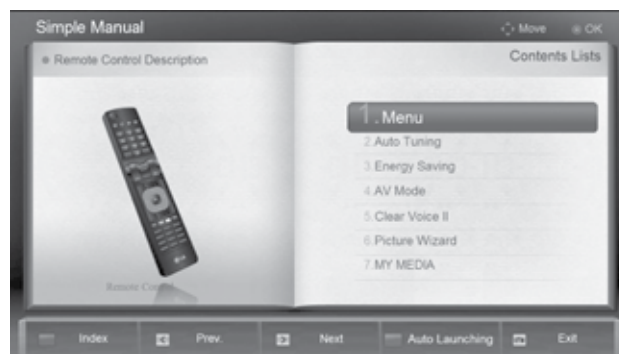 Simple Manual
Move OK
Remote Control Description
Contents Lists
1. Menu
2. Auto Tuning
3. Energy Saving
4. AV Mode
5. Clear Voice II
6. Picture Wizard
7. MY MEDIA
Remote Control
Index Prev. Next Auto Launching Exit